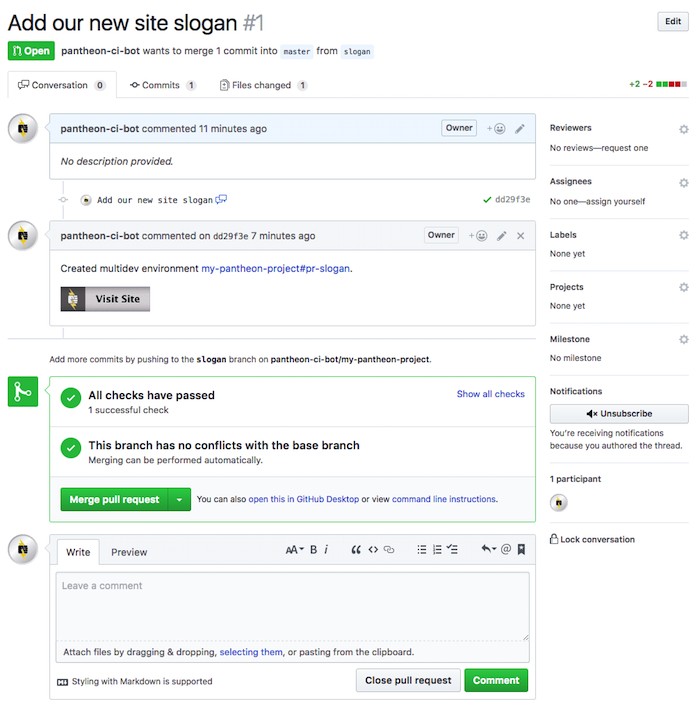 Add our new site slogan #1
Edit
Open pantheon-ci-bot wants to merge 1 commit into master from slogan
Conversation 0 Commits 1 Files changed 1 +2 −2
pantheon-ci-bot commented 11 minutes ago Owner
No description provided.
Add our new site slogan dd29f3e
pantheon-ci-bot commented on dd29f3e 7 minutes ago Owner
Created multidev environment my-pantheon-project#pr-slogan.
Visit Site
Add more commits by pushing to the slogan branch on pantheon-ci-bot/my-pantheon-project.
All checks have passed Show all checks
1 successful check
This branch has no conflicts with the base branch
Merging can be performed automatically.
Merge pull request You can also open this in GitHub Desktop or view command line instructions.
Write Preview AA B i
Leave a comment
Attach files by dragging & dropping, selecting them, or pasting from the clipboard.
Styling with Markdown is supported Close pull request Comment
Reviewers
No reviews—request one
Assignees
No one—assign yourself
Labels
None yet
Projects
None yet
Milestone
No milestone
Notifications
Unsubscribe
You're receiving notifications
because you authored the thread.
1 participant
Lock conversation